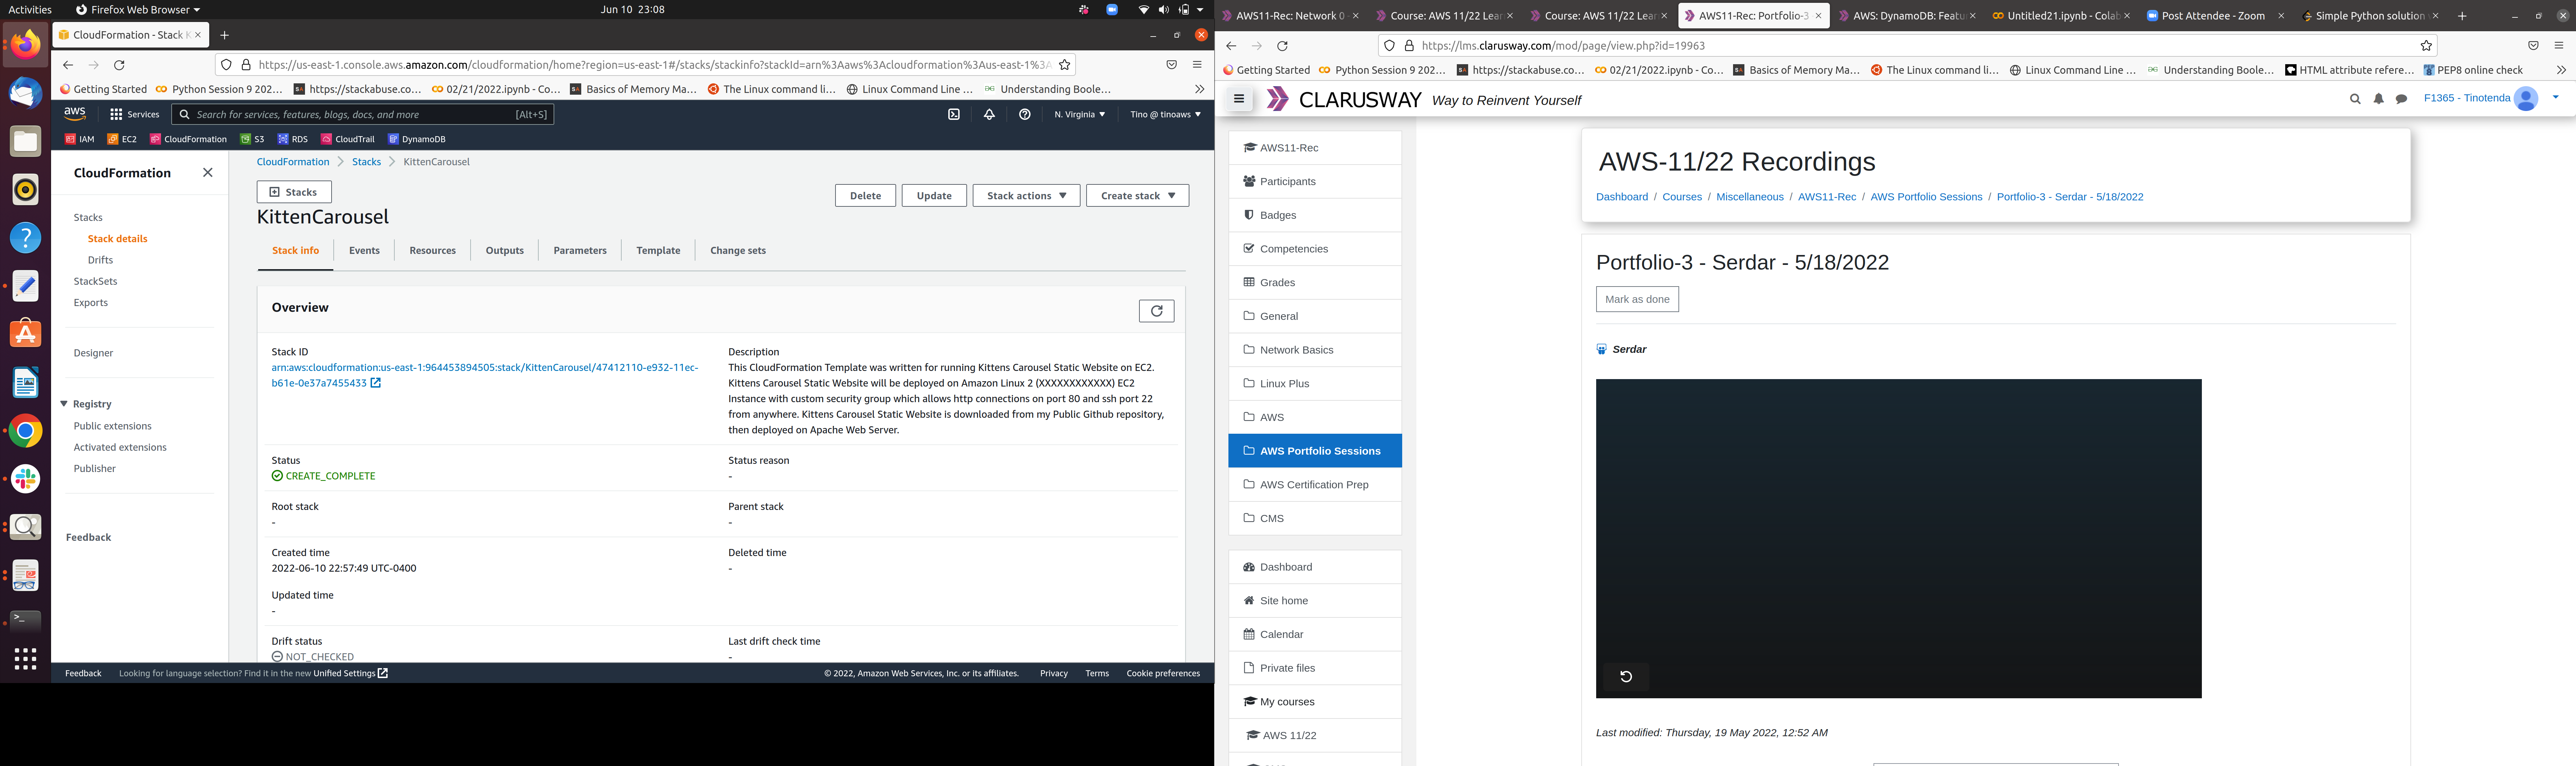 Activities
Firefox Web Browser
Jun 10 23:08
CloudFormation - Stack K
https://us-east-1.console.aws.amazon.com/cloudformation/home?region=us-east-1#/stacks/stackinfo?stackId=arn%3Aaws%3Acloudformation%3Aus-east-1%3A
Getting Started
Python Session 9 202...
https://stackabuse.co...
02/21/2022.ipynb - Co...
Basics of Memory Ma...
The Linux command li...
Linux Command Line ...
Understanding Boole...
aws
Services
Search for services, features, blogs, docs, and more
[Alt+S]
N. Virginia
Tino @ tinoaws
IAM
EC2
CloudFormation
S3
RDS
CloudTrail
DynamoDB
CloudFormation
Stacks
Stack details
Drifts
StackSets
Exports
Designer
Registry
Public extensions
Activated extensions
Publisher
Feedback
CloudFormation
Stacks
KittenCarousel
Stacks
Delete
Update
Stack actions
Create stack
KittenCarousel
Stack info
Events
Resources
Outputs
Parameters
Template
Change sets
Overview
Stack ID
arn:aws:cloudformation:us-east-1:964453894505:stack/KittenCarousel/47412110-e932-11ec-
b61e-0e37a7455433
Description
This CloudFormation Template was written for running Kittens Carousel Static Website on EC2.
Kittens Carousel Static Website will be deployed on Amazon Linux 2 (XXXXXXXXXXXX) EC2
Instance with custom security group which allows http connections on port 80 and ssh port 22
from anywhere. Kittens Carousel Static Website is downloaded from my Public Github repository,
then deployed on Apache Web Server.
Status
CREATE_COMPLETE
Status reason
-
Root stack
-
Parent stack
-
Created time
2022-06-10 22:57:49 UTC-0400
Deleted time
-
Updated time
-
Drift status
NOT_CHECKED
Last drift check time
-
Feedback
Looking for language selection? Find it in the new Unified Settings
© 2022, Amazon Web Services, Inc. or its affiliates.
Privacy
Terms
Cookie preferences
AWS11-Rec: Network 0
Course: AWS 11/22 Lear
Course: AWS 11/22 Lear
AWS11-Rec: Portfolio-3
AWS: DynamoDB: Featu
Untitled21.ipynb - Colab
Post Attendee - Zoom
Simple Python solution
https://lms.clarusway.com/mod/page/view.php?id=19963
Getting Started
Python Session 9 202...
https://stackabuse.co...
02/21/2022.ipynb - Co...
Basics of Memory Ma...
The Linux command li...
Linux Command Line ...
Understanding Boole...
HTML attribute refere...
PEP8 online check
CLARUSWAY
Way to Reinvent Yourself
F1365 - Tinotenda
AWS11-Rec
Participants
Badges
Competencies
Grades
General
Network Basics
Linux Plus
AWS
AWS Portfolio Sessions
AWS Certification Prep
CMS
Dashboard
Site home
Calendar
Private files
My courses
AWS 11/22
AWS-11/22 Recordings
Dashboard / Courses / Miscellaneous / AWS11-Rec / AWS Portfolio Sessions / Portfolio-3 - Serdar - 5/18/2022
Portfolio-3 - Serdar - 5/18/2022
Mark as done
Serdar
Last modified: Thursday, 19 May 2022, 12:52 AM